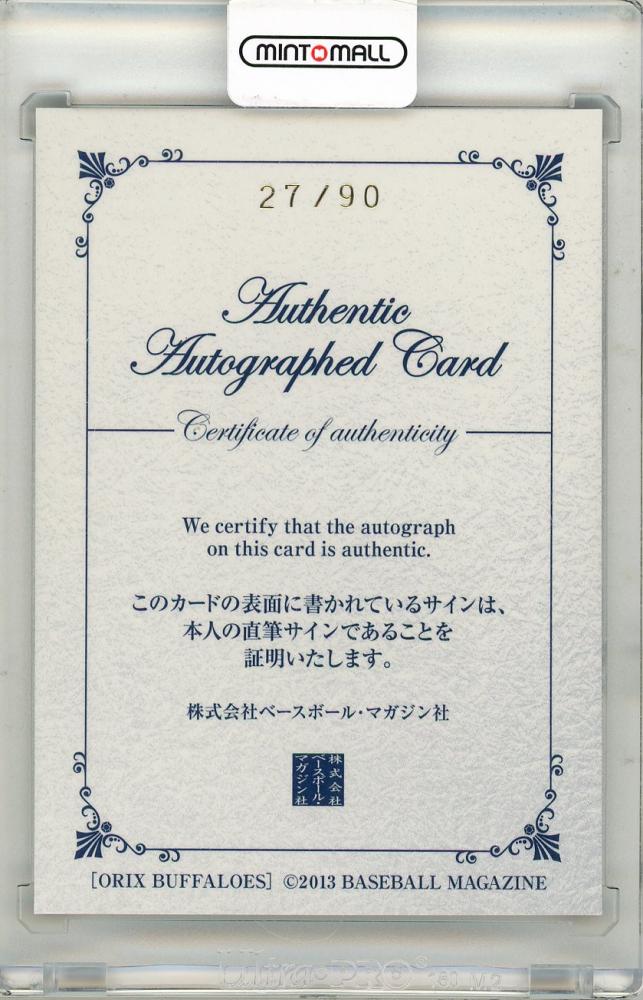 MINTMALL
27/90
Authentic
Autographed Card
Certificate of authenticity
We certify that the autograph
on this card is authentic.
このカードの表面に書かれているサインは、
本人の直筆サインであることを
証明いたします。
株式会社ベースボール・マガジン社
株式会社
ベースボール・
マガジン社
[ORIX BUFFALOES] ©2013 BASEBALL MAGAZINE
Ultra-PRO®